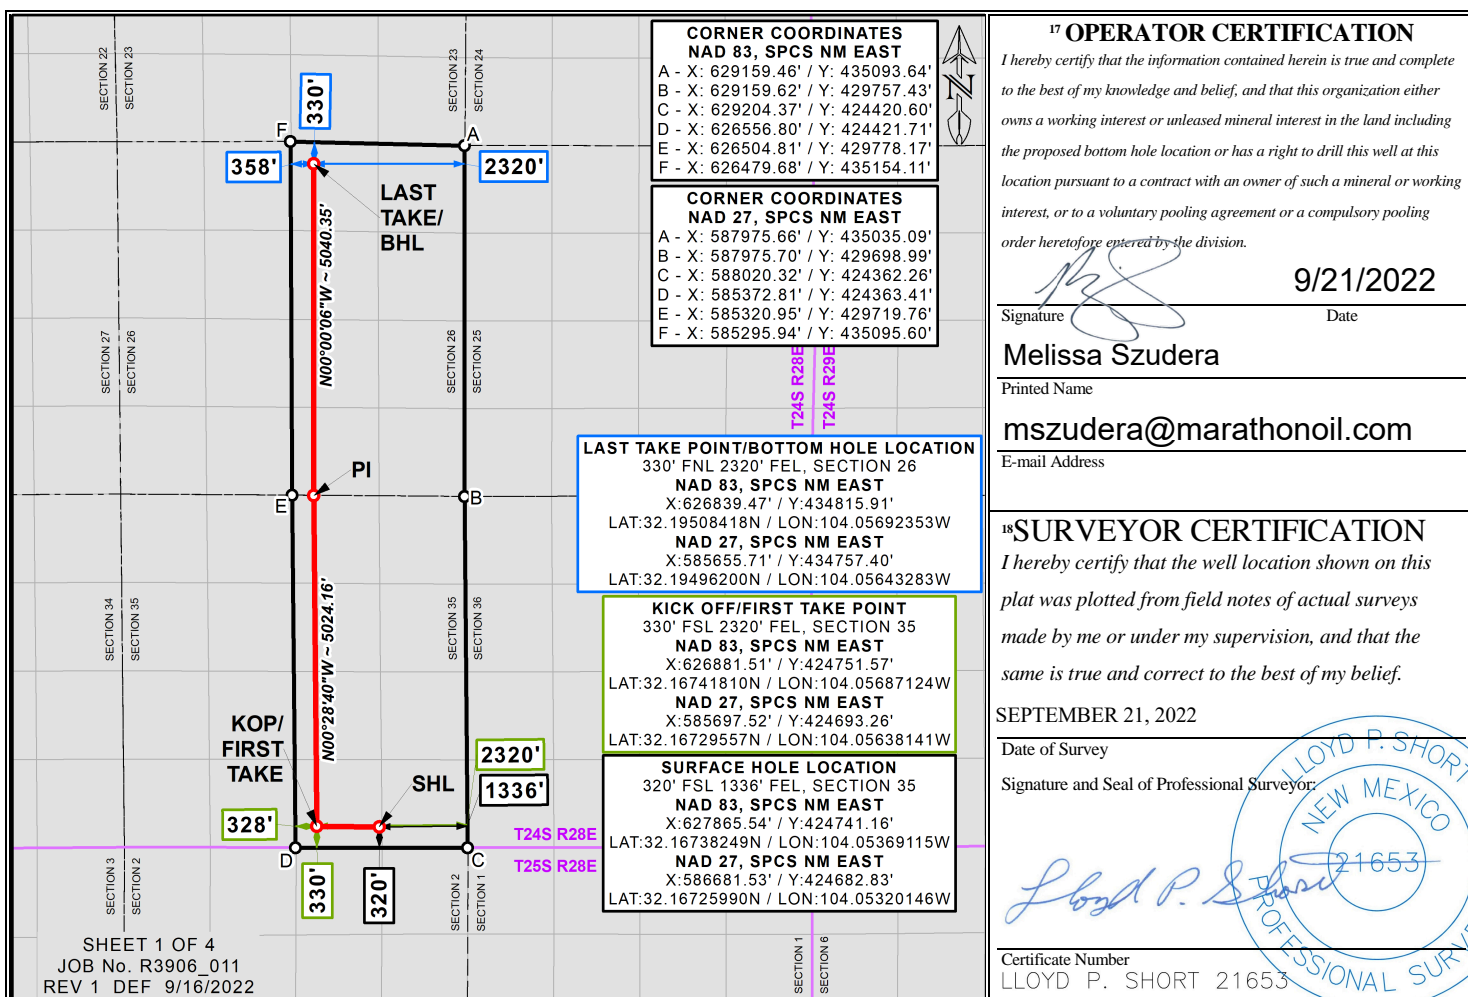 SECTION 22
SECTION 23
SECTION 23
SECTION 24
330'
F
A
358'
2320'
LAST
TAKE/
BHL
N00°00'06"W ~ 5040.35'
SECTION 27
SECTION 26
SECTION 26
SECTION 25
PI
E
B
N00°28'40"W ~ 5024.16'
SECTION 34
SECTION 35
SECTION 35
SECTION 36
KOP/
FIRST
TAKE
SHL
2320'
1336'
328'
D
C
330'
320'
T24S R28E
T25S R28E
SECTION 3
SECTION 2
SECTION 2
SECTION 1
SECTION 1
SECTION 6
T24S R28E
T24S R29E
N
CORNER COORDINATES
NAD 83, SPCS NM EAST
A - X: 629159.46' / Y: 435093.64'
B - X: 629159.62' / Y: 429757.43'
C - X: 629204.37' / Y: 424420.60'
D - X: 626556.80' / Y: 424421.71'
E - X: 626504.81' / Y: 429778.17'
F - X: 626479.68' / Y: 435154.11'
CORNER COORDINATES
NAD 27, SPCS NM EAST
A - X: 587975.66' / Y: 435035.09'
B - X: 587975.70' / Y: 429698.99'
C - X: 588020.32' / Y: 424362.26'
D - X: 585372.81' / Y: 424363.41'
E - X: 585320.95' / Y: 429719.76'
F - X: 585295.94' / Y: 435095.60'
LAST TAKE POINT/BOTTOM HOLE LOCATION
330' FNL 2320' FEL, SECTION 26
NAD 83, SPCS NM EAST
X:626839.47' / Y:434815.91'
LAT:32.19508418N / LON:104.05692353W
NAD 27, SPCS NM EAST
X:585655.71' / Y:434757.40'
LAT:32.19496200N / LON:104.05643283W
KICK OFF/FIRST TAKE POINT
330' FSL 2320' FEL, SECTION 35
NAD 83, SPCS NM EAST
X:626881.51' / Y:424751.57'
LAT:32.16741810N / LON:104.05687124W
NAD 27, SPCS NM EAST
X:585697.52' / Y:424693.26'
LAT:32.16729557N / LON:104.05638141W
SURFACE HOLE LOCATION
320' FSL 1336' FEL, SECTION 35
NAD 83, SPCS NM EAST
X:627865.54' / Y:424741.16'
LAT:32.16738249N / LON:104.05369115W
NAD 27, SPCS NM EAST
X:586681.53' / Y:424682.83'
LAT:32.16725990N / LON:104.05320146W
SHEET 1 OF 4
JOB No. R3906_011
REV 1 DEF 9/16/2022
17 OPERATOR CERTIFICATION
I hereby certify that the information contained herein is true and complete
to the best of my knowledge and belief, and that this organization either
owns a working interest or unleased mineral interest in the land including
the proposed bottom hole location or has a right to drill this well at this
location pursuant to a contract with an owner of such a mineral or working
interest, or to a voluntary pooling agreement or a compulsory pooling
order heretofore entered by the division.
9/21/2022
Signature
Date
Melissa Szudera
Printed Name
mszudera@marathonoil.com
E-mail Address
18SURVEYOR CERTIFICATION
I hereby certify that the well location shown on this
plat was plotted from field notes of actual surveys
made by me or under my supervision, and that the
same is true and correct to the best of my belief.
SEPTEMBER 21, 2022
Date of Survey
Signature and Seal of Professional Surveyor:
LLOYD P. SHORT
NEW MEXICO
21653
PROFESSIONAL SURV
Lloyd P. Short
Certificate Number
LLOYD P. SHORT 21653